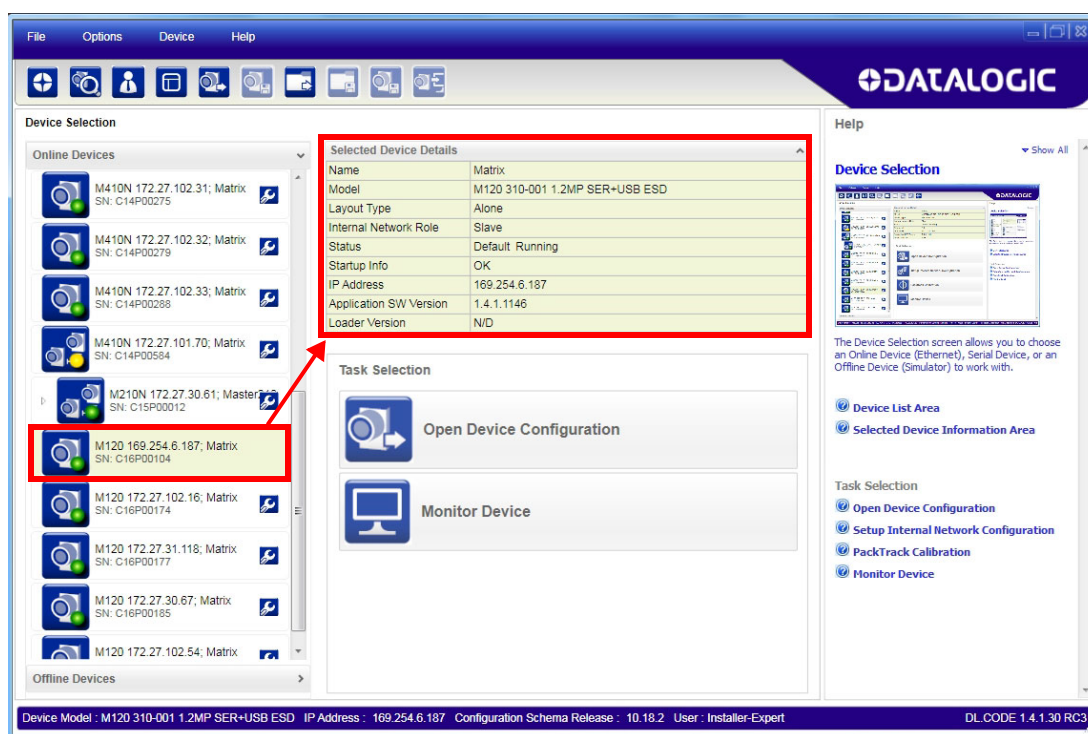 File Options Device Help
DATALOGIC
Device Selection
Online Devices
M410N 172.27.102.31; Matrix
SN: C14P00275
M410N 172.27.102.32; Matrix
SN: C14P00279
M410N 172.27.102.33; Matrix
SN: C14P00288
M410N 172.27.101.70; Matrix
SN: C14P00584
M210N 172.27.30.61;
SN: C15P00012
M120 169.254.6.187; Matrix
SN: C16P00104
M120 172.27.102.16; Matrix
SN: C16P00174
M120 172.27.31.118; Matrix
SN: C16P00177
M120 172.27.30.67; Matrix
SN: C16P00185
M120 172.27.102.54; Matrix
Offline Devices
Selected Device Details
Name Matrix
Model M120 310-001 1.2MP SER+USB ESD
Layout Type Alone
Internal Network Role Slave
Status Default Running
Startup Info OK
IP Address 169.254.6.187
Application SW Version 1.4.1.1146
Loader Version N/D
Task Selection
Open Device Configuration
Monitor Device
Help
Show All
Device Selection
The Device Selection screen allows you to choose
an Online Device (Ethernet), Serial Device, or an
Offline Device (Simulator) to work with.
Device List Area
Selected Device Information Area
Task Selection
Open Device Configuration
Setup Internal Network Configuration
PackTrack Calibration
Monitor Device
Device Model : M120 310-001 1.2MP SER+USB ESD IP Address : 169.254.6.187 Configuration Schema Release : 10.18.2 User : Installer-Expert DL.CODE 1.4.1.30 RC3